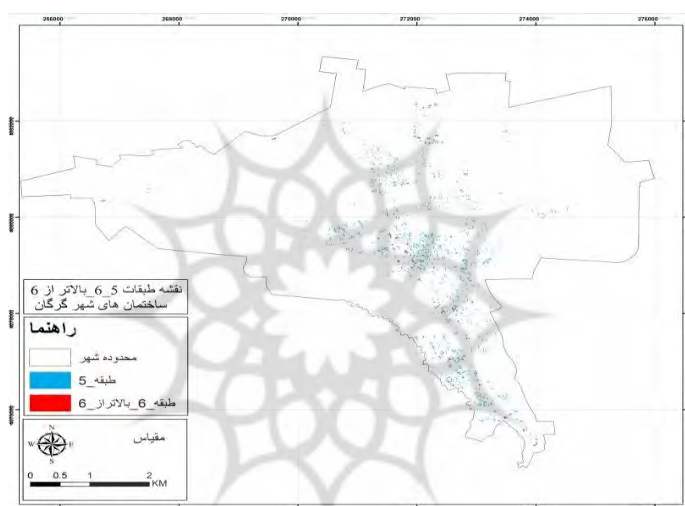 266000 268000 270000 272000 274000 276000
نقشه طبقات 5_6_بالاتر از 6
ساختمان های شهر گرگان
راهنما
محدوده شهر
طبقه_5
طبقه_6_بالاتراز_6
مقیاس
N
W E
S
0 0.5 1 2
KM